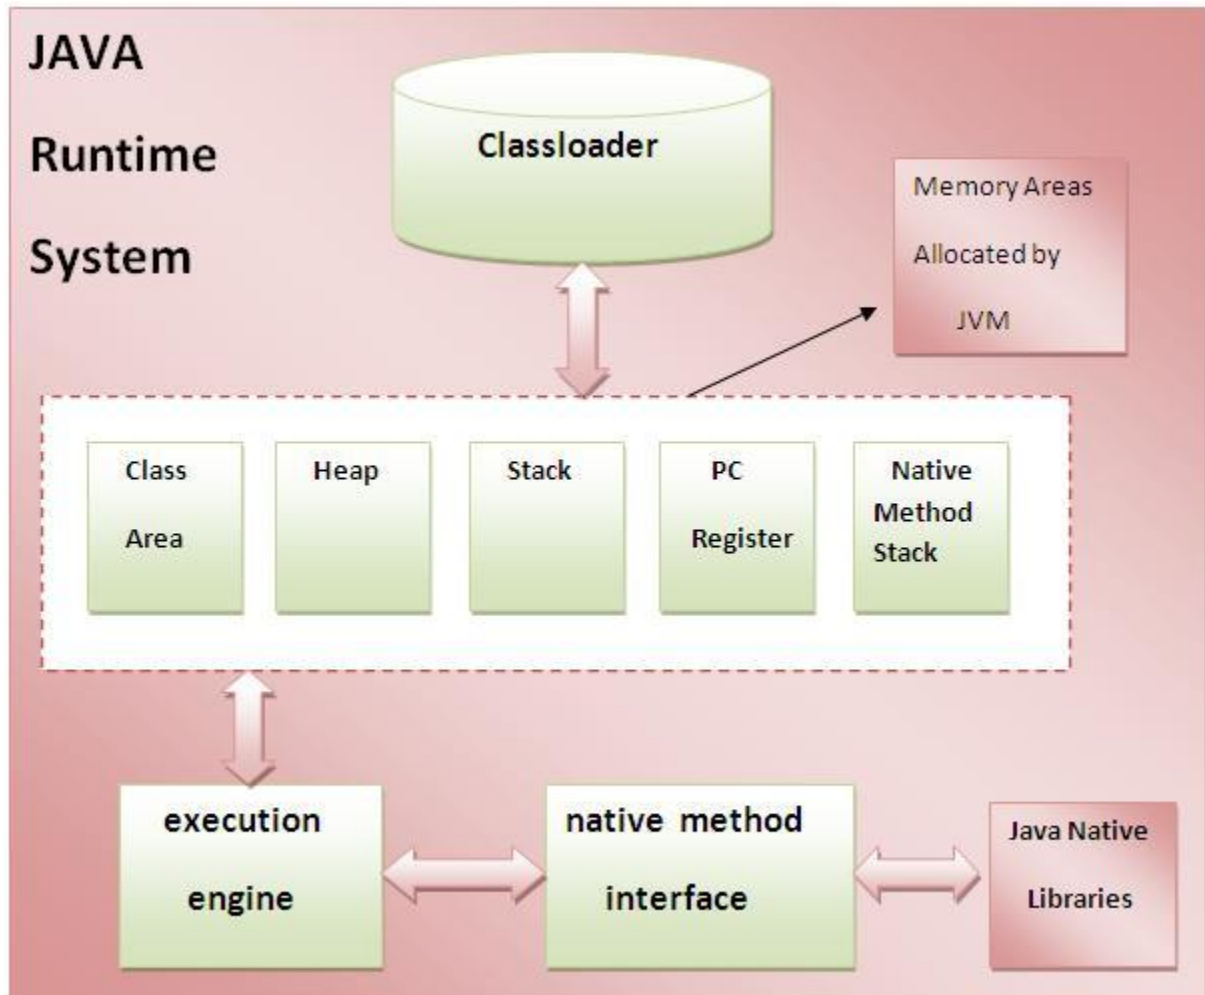 JAVA
Runtime
System
Classloader
Memory Areas
Allocated by
JVM
Class
Area
Heap
Stack
PC
Register
Native
Method
Stack
execution
engine
native method
interface
Java Native
Libraries